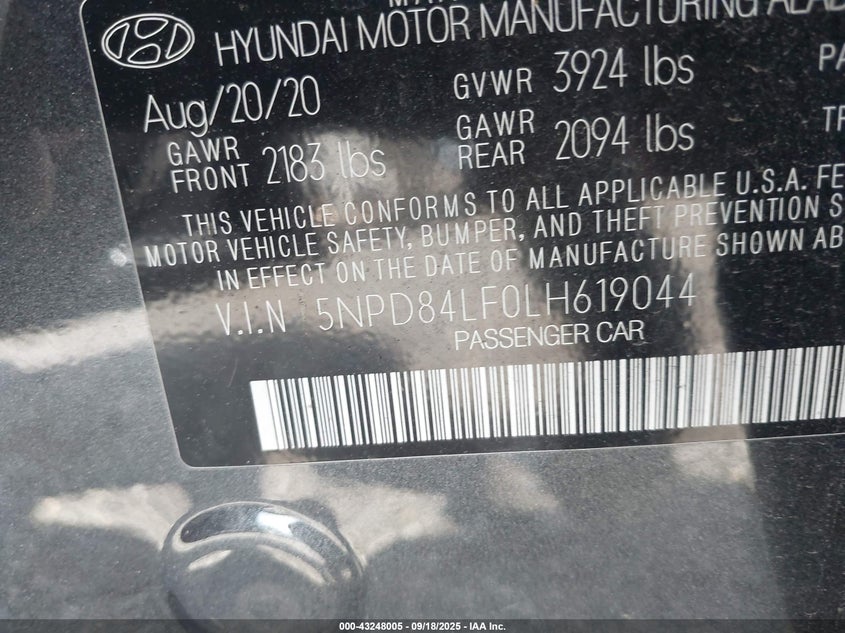 HYUNDAI MOTOR MANUFACTURING
Aug/20/20 GVWR 3924 lbs
GAWR FRONT 2183 lbs GAWR REAR 2094 lbs
THIS VEHICLE CONFORMS TO ALL APPLICABLE U.S.A. FE
MOTOR VEHICLE SAFETY, BUMPER, AND THEFT PREVENTION S
IN EFFECT ON THE DATE OF MANUFACTURE SHOWN AB
V.I.N 5NPD84LF0LH619044
PASSENGER CAR
000-43248005 - 09/18/2025 - IAA Inc.